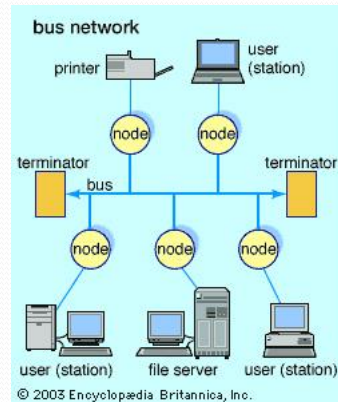 bus network
printer
user
(station)
node
node
terminator
terminator
bus
node
node
node
user (station)
file server
user (station)
© 2003 Encyclopædia Britannica, Inc.